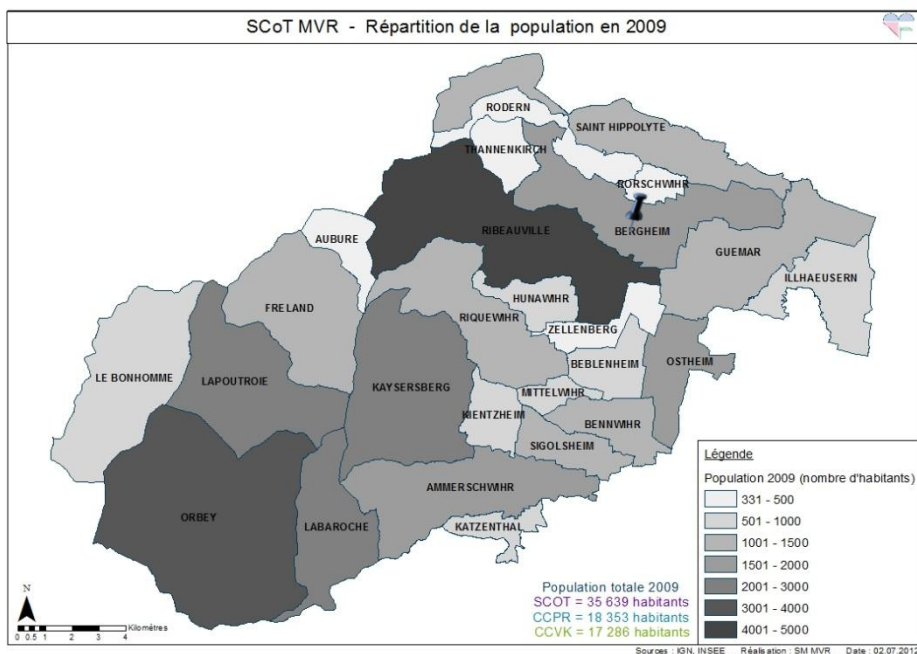 SCoT MVR - Répartition de la population en 2009
RODERN
SAINT HIPPOLYTE
THANNENKIRCH
RORSCHWIHR
AUBURE
RIBEAUVILLE
BERGHEIM
GUEMAR
ILLHAEUSERN
FRELAND
HUNAWIHR
RIQUEWIHR
ZELLENBERG
LE BONHOMME
LAPOUTROIE
KAYSERSBERG
BEBLENHEIM
OSTHEIM
MITTELWIHR
KIENTZHEIM
BENNWIHR
SIGOLSHEIM
AMMERSCHWIHR
ORBEY
LABAROCHE
KATZENTHAL
Légende
Population 2009 (nombre d'habitants)
331 - 500
501 - 1000
1001 - 1500
1501 - 2000
2001 - 3000
3001 - 4000
4001 - 5000
Population totale 2009
SCOT = 35 639 habitants
CCPR = 18 353 habitants
CCVK = 17 286 habitants
N
0 0.5 1 2 3 4 Kilomètres
Sources : IGN, INSEE Réalisation : SM MVR Date : 02.07.2012